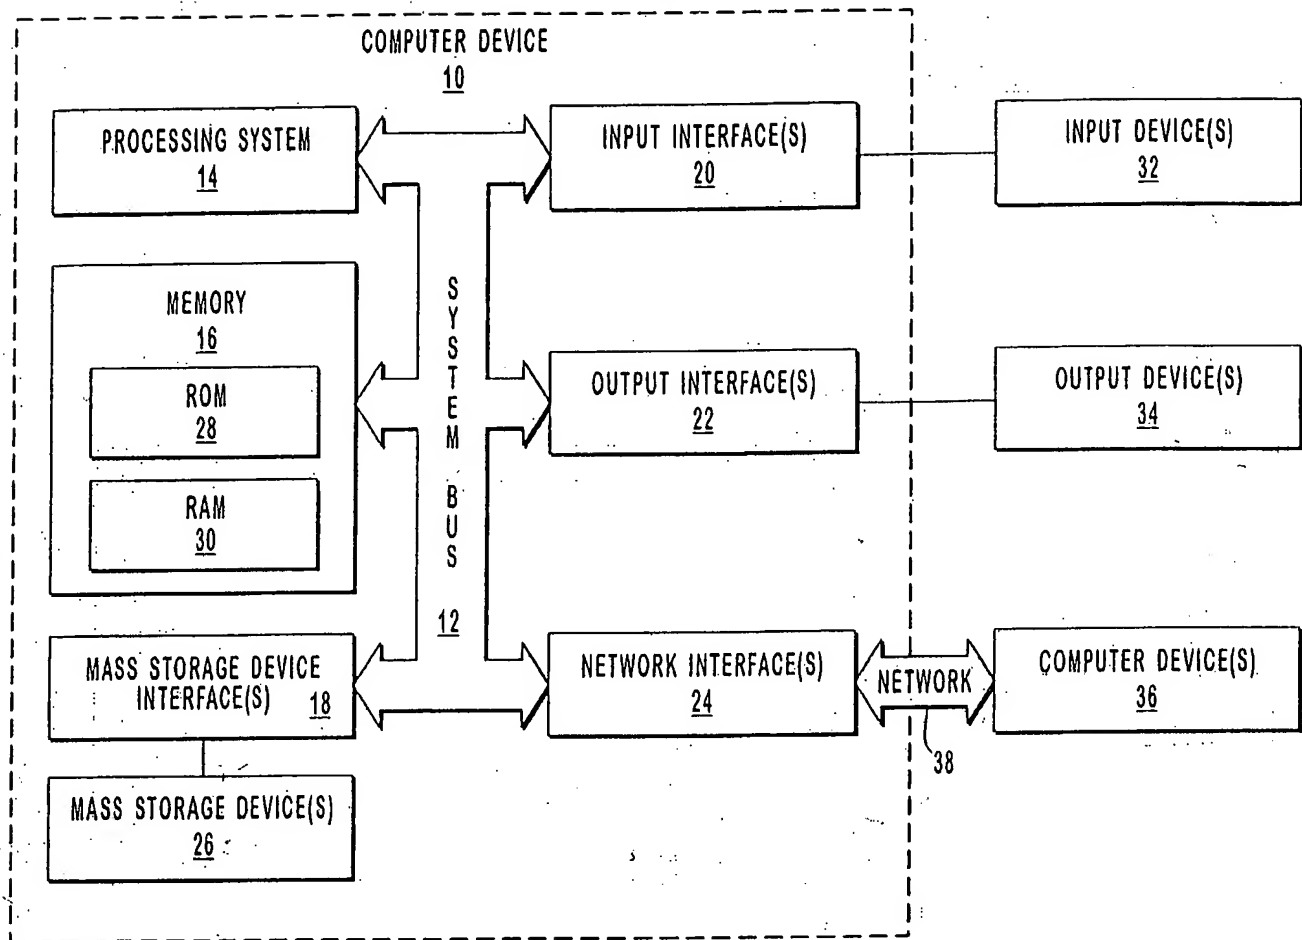 COMPUTER DEVICE
10
PROCESSING SYSTEM
14
INPUT INTERFACE(S)
20
INPUT DEVICE(S)
32
MEMORY
16
ROM
28
RAM
30
SYSTEM BUS
12
OUTPUT INTERFACE(S)
22
OUTPUT DEVICE(S)
34
MASS STORAGE DEVICE
INTERFACE(S) 18
NETWORK INTERFACE(S)
24
NETWORK
38
COMPUTER DEVICE(S)
36
MASS STORAGE DEVICE(S)
26